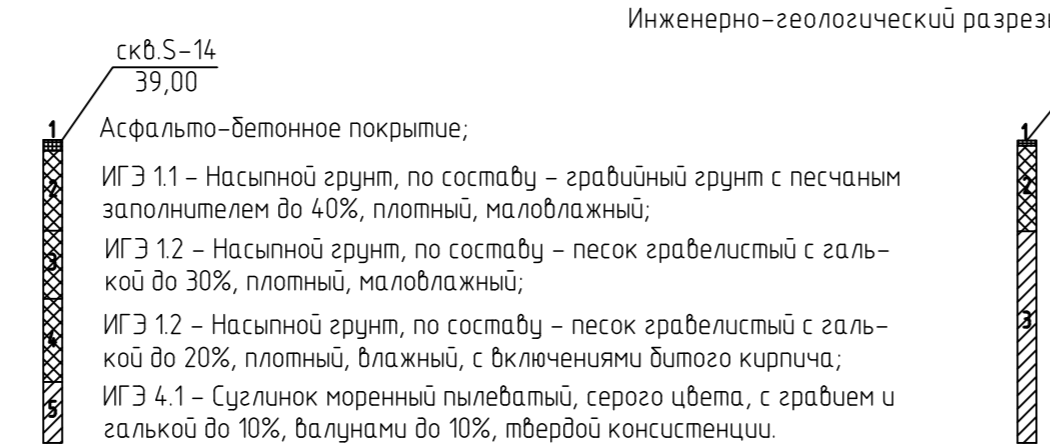 Инженерно-геологический разрез
скв.S-14
39,00
1
Асфальто-бетонное покрытие;
1
2
ИГЭ 1.1 - Насыпной грунт, по составу - гравийный грунт с песчаным
заполнителем до 40%, плотный, маловлажный;
2
3
ИГЭ 1.2 - Насыпной грунт, по составу - песок гравелистый с галь-
кой до 30%, плотный, маловлажный;
4
ИГЭ 1.2 - Насыпной грунт, по составу - песок гравелистый с галь-
кой до 20%, плотный, влажный, с включениями битого кирпича;
3
5
ИГЭ 4.1 - Суглинок моренный пылеватый, серого цвета, с гравием и
галькой до 10%, валунами до 10%, твердой консистенции.